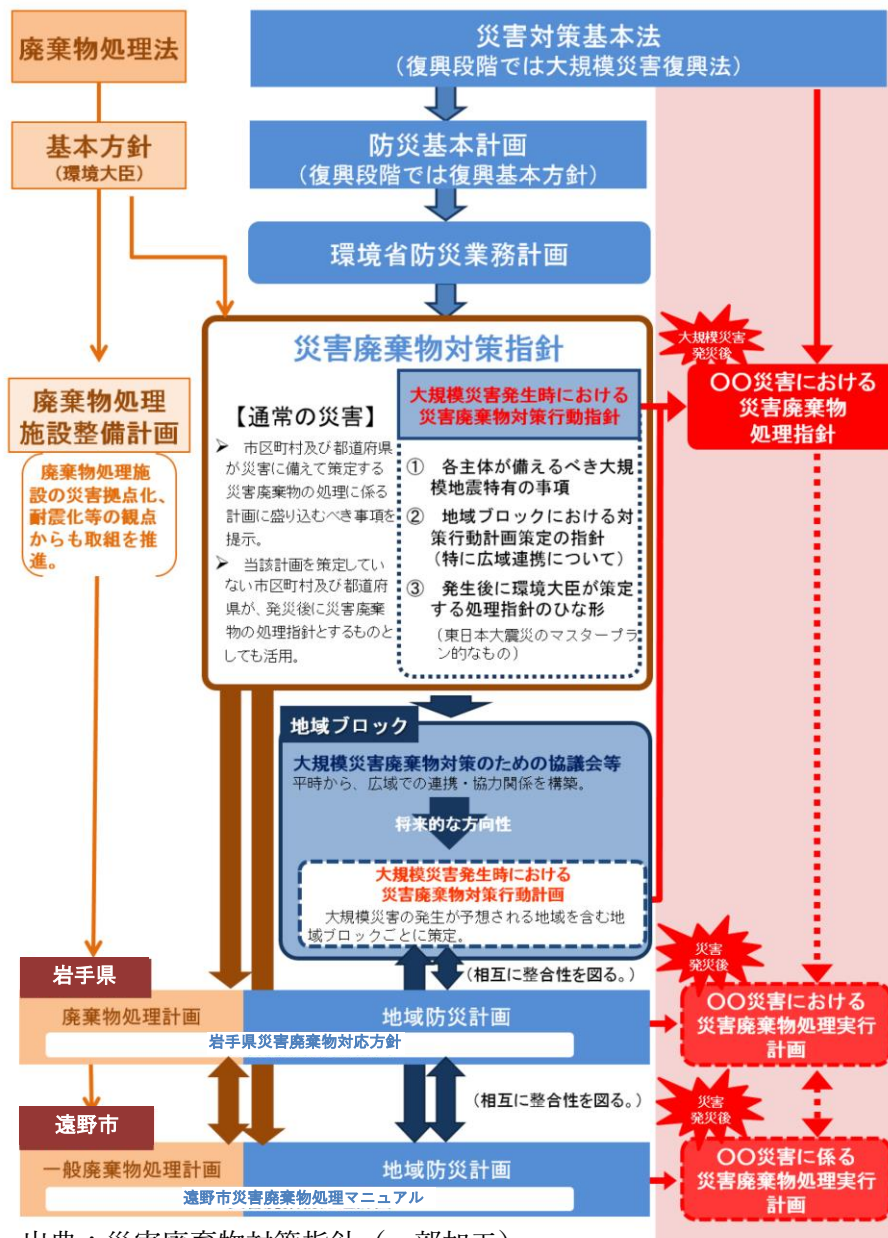 廃棄物処理法
災害対策基本法
(復興段階では大規模災害復興法)
基本方針
(環境大臣)
防災基本計画
(復興段階では復興基本方針)
環境省防災業務計画
災害廃棄物対策指針
【通常の災害】
➢ 市区町村及び都道府県
が災害に備えて策定する
災害廃棄物の処理に係る
計画に盛り込むべき事項を
提示。
➢ 当該計画を策定してい
ない市区町村及び都道府
県が、発災後に災害廃棄
物の処理指針とするものと
しても活用。
大規模災害発生時における
災害廃棄物対策行動指針
① 各主体が備えるべき大規
模地震特有の事項
② 地域ブロックにおける対
策行動計画策定の指針
(特に広域連携について)
③ 発生後に環境大臣が策定
する処理指針のひな形
(東日本大震災のマスタープラ
ン的なもの)
大規模災害
発災後
〇〇災害における
災害廃棄物
処理指針
廃棄物処理
施設整備計画
廃棄物処理施
設の災害拠点化、
耐震化等の観点
からも取組を推
進。
地域ブロック
大規模災害廃棄物対策のための協議会等
平時から、広域での連携・協力関係を構築。
将来的な方向性
大規模災害発生時における
災害廃棄物対策行動計画
大規模災害の発生が予想される地域を含む地
域ブロックごとに策定。
(相互に整合性を図る。)
災害
発災後
岩手県
廃棄物処理計画
地域防災計画
岩手県災害廃棄物対応方針
〇〇災害における
災害廃棄物処理実行
計画
(相互に整合性を図る。)
災害
発災後
遠野市
一般廃棄物処理計画
地域防災計画
遠野市災害廃棄物処理マニュアル
〇〇災害に係る
災害廃棄物処理実行
計画
出典:災害廃棄物対策指針(一部加工)